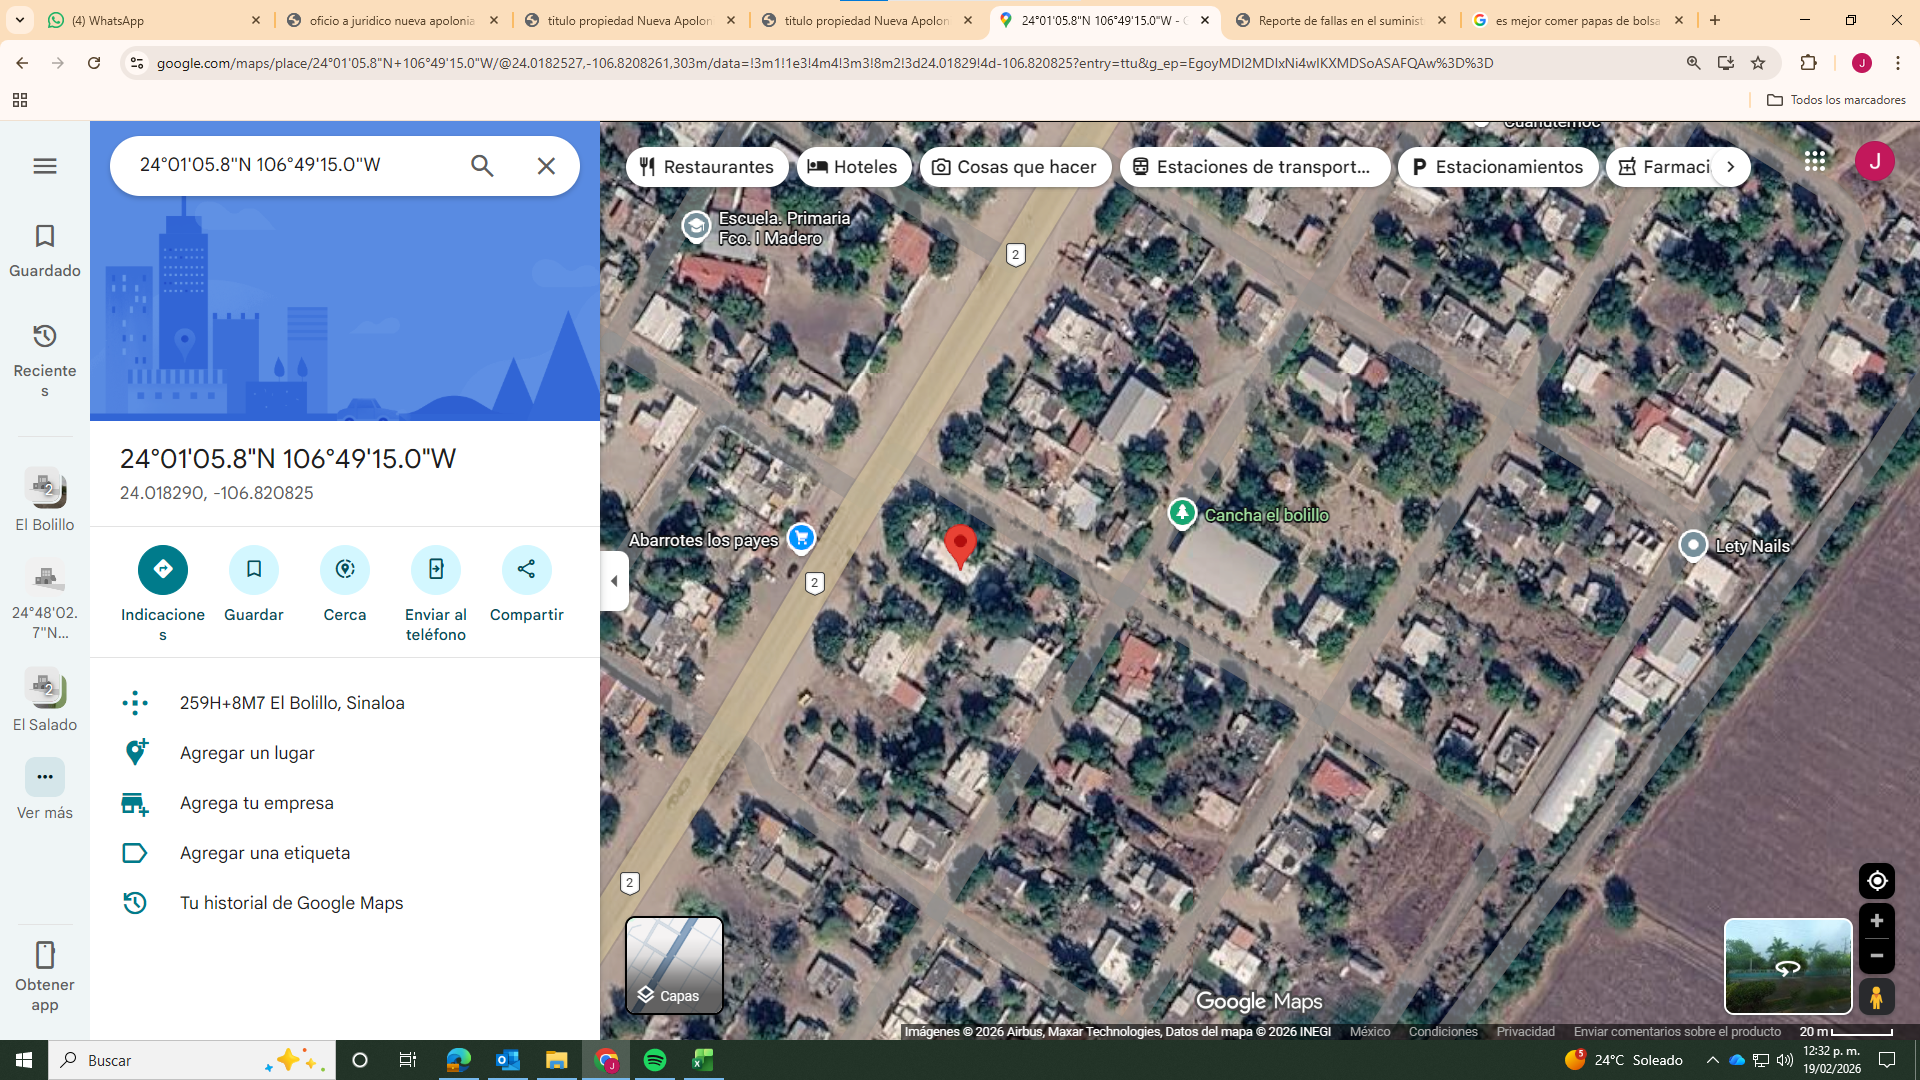 (4) WhatsApp
oficio a juridico nueva apolonia
titulo propiedad Nueva Apolon
titulo propiedad Nueva Apolon
24°01'05.8"N 106°49'15.0"W - G
Reporte de fallas en el suminist
es mejor comer papas de bolsa
google.com/maps/place/24°01'05.8"N+106°49'15.0"W/@24.0182527,-106.8208261,303m/data=!3m1!1e3!4m4!3m3!8m2!3d24.01829!4d-106.820825?entry=ttu&g_ep=EgoyMDI2MDIxNi4wIKXMDSoASAFQAw%3D%3D
J
Todos los marcadores
24°01'05.8"N 106°49'15.0"W
Restaurantes
Hoteles
Cosas que hacer
Estaciones de transport...
P Estacionamientos
Farmaci
J
Guardado
Reciente
s
El Bolillo
2
24°48'02.
7"N...
El Salado
2
Ver más
Obtener
app
24°01'05.8"N 106°49'15.0"W
24.018290, -106.820825
Indicacione
s
Guardar
Cerca
Enviar al
teléfono
Compartir
259H+8M7 El Bolillo, Sinaloa
Agregar un lugar
Agrega tu empresa
Agregar una etiqueta
Tu historial de Google Maps
Cuauhtémoc
Escuela. Primaria
Fco. I Madero
2
Cancha el bolillo
Abarrotes los payes
Lety Nails
2
2
Capas
Google Maps
Imágenes © 2026 Airbus, Maxar Technologies, Datos del mapa © 2026 INEGI
México
Condiciones
Privacidad
Enviar comentarios sobre el producto
20 m
Buscar
J
5
24°C Soleado
12:32 p. m.
19/02/2026